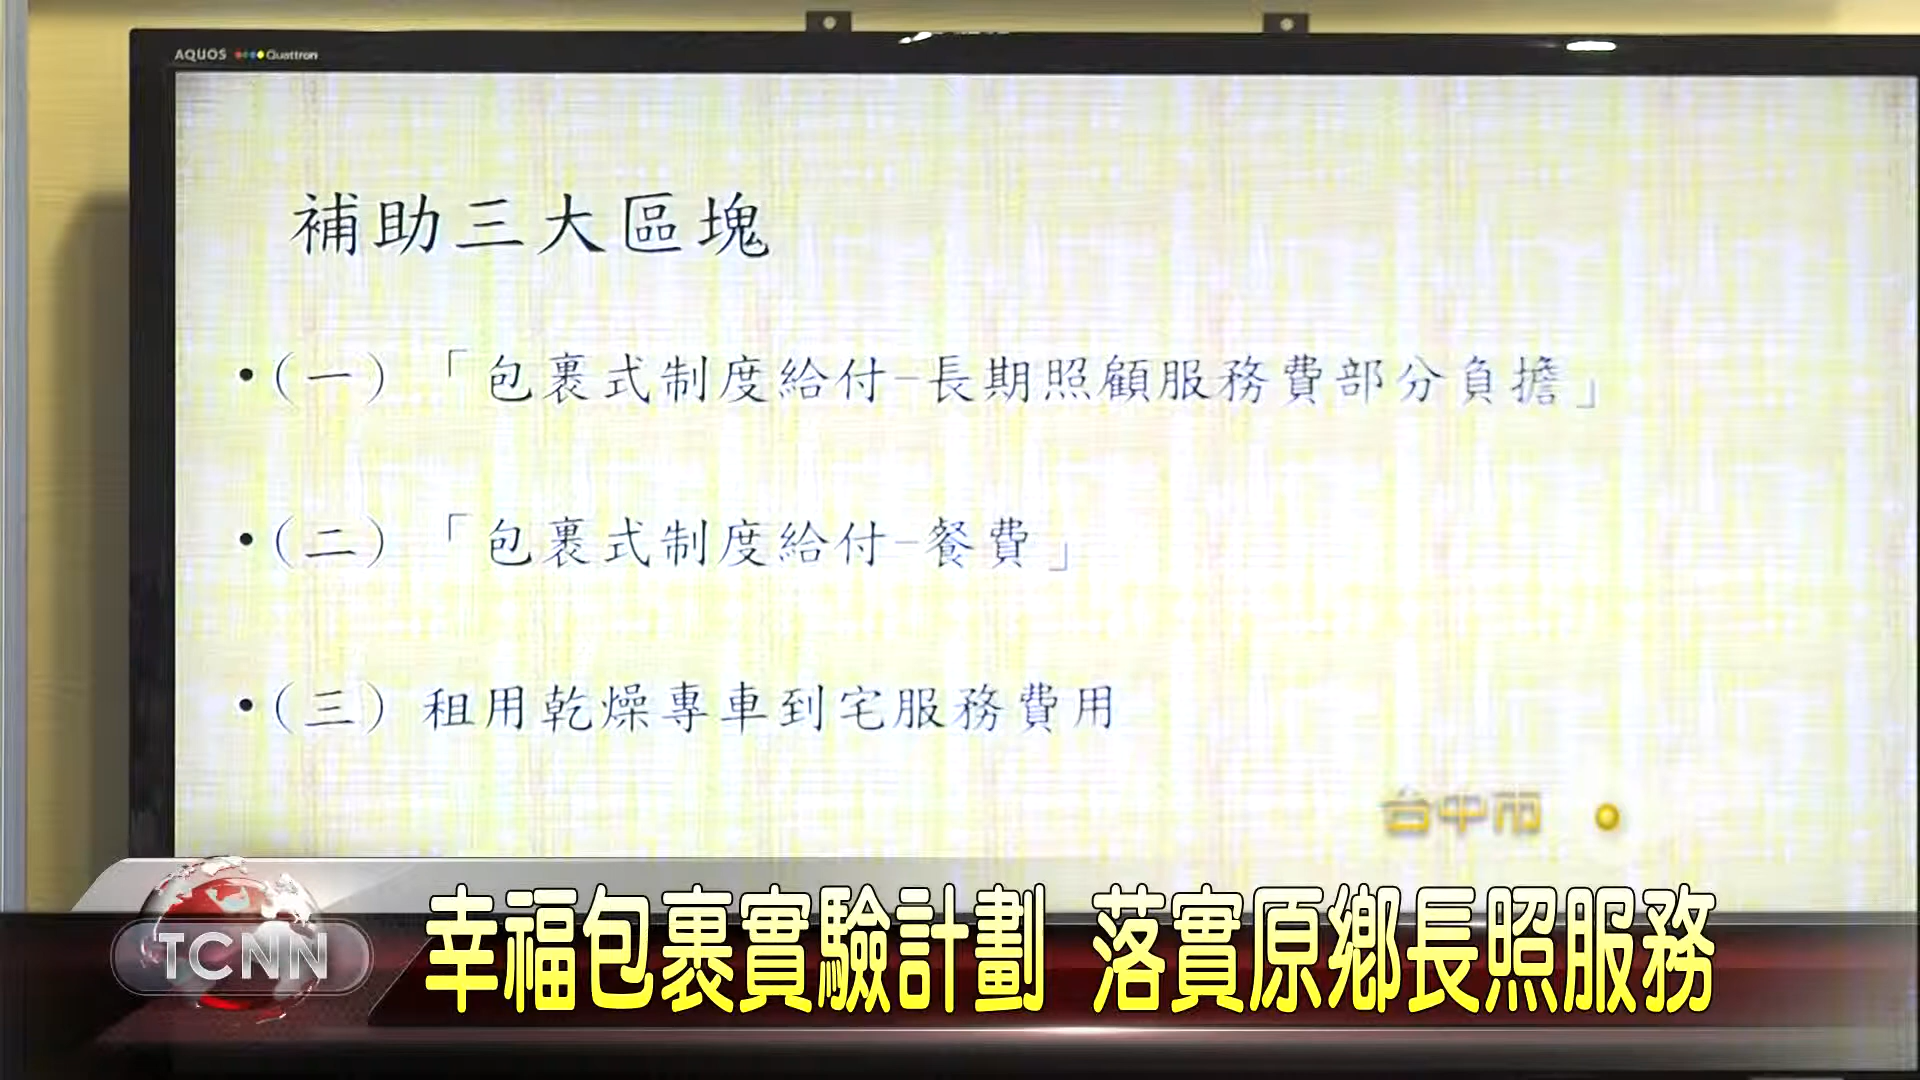 AQUOS Quattron
補助三大區塊
•(一)「包裹式制度給付-長期照顧服務費部分負擔」
•(二)「包裹式制度給付-餐費」
•(三)租用乾燥專車到宅服務費用
台中市
TCNN
幸福包裹實驗計劃 落實原鄉長照服務